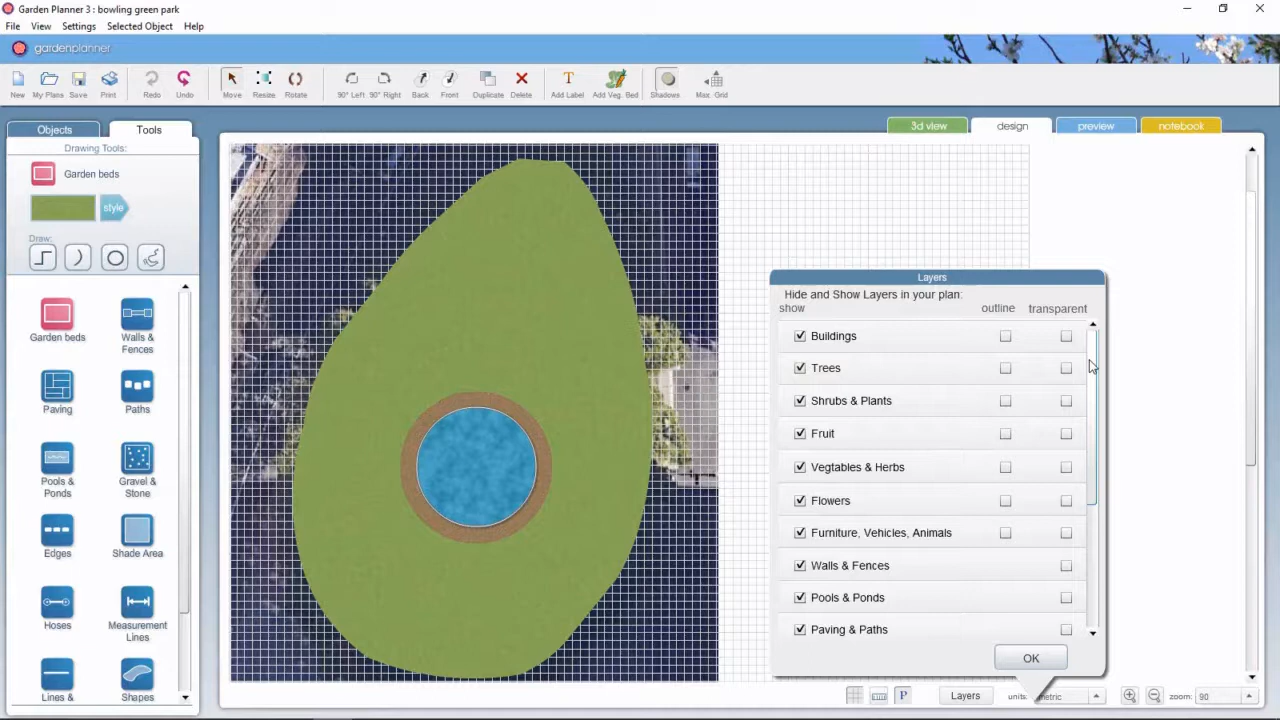 Garden Planner 3 : bowling green park
File View Settings Selected Object Help
gardenplanner
New My Plans Save Print Redo Undo Move Resize Rotate 90° Left 90° Right Back Front Duplicate Delete Add Label Add Veg. Bed Shadows Max. Grid
Objects Tools
3d view design preview notebook
Drawing Tools:
Garden beds
style
Draw:
Garden beds
Walls & Fences
Paving
Paths
Pools & Ponds
Gravel & Stone
Edges
Shade Area
Hoses
Measurement Lines
Lines &
Shapes
Layers
Hide and Show Layers in your plan:
show outline transparent
Buildings
Trees
Shrubs & Plants
Fruit
Vegtables & Herbs
Flowers
Furniture, Vehicles, Animals
Walls & Fences
Pools & Ponds
Paving & Paths
OK
P Layers units: metric zoom: 90